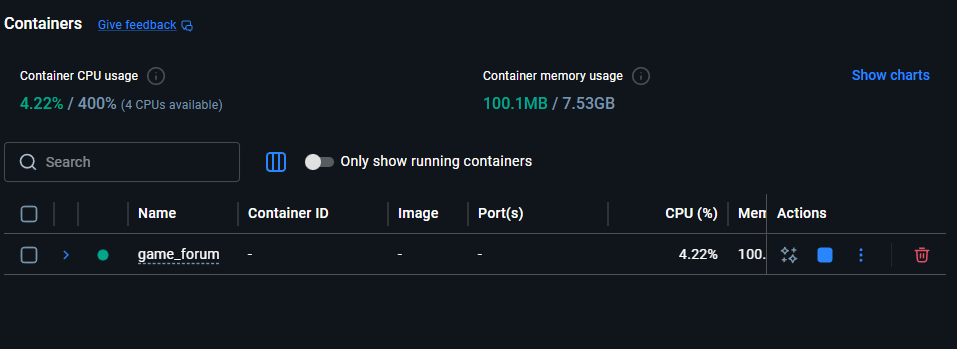 Containers Give feedback
Container CPU usage Container memory usage Show charts
4.22% / 400% (4 CPUs available) 100.1MB / 7.53GB
Search Only show running containers
Name Container ID Image Port(s) CPU (%) Mem Actions
game_forum - - - 4.22% 100.